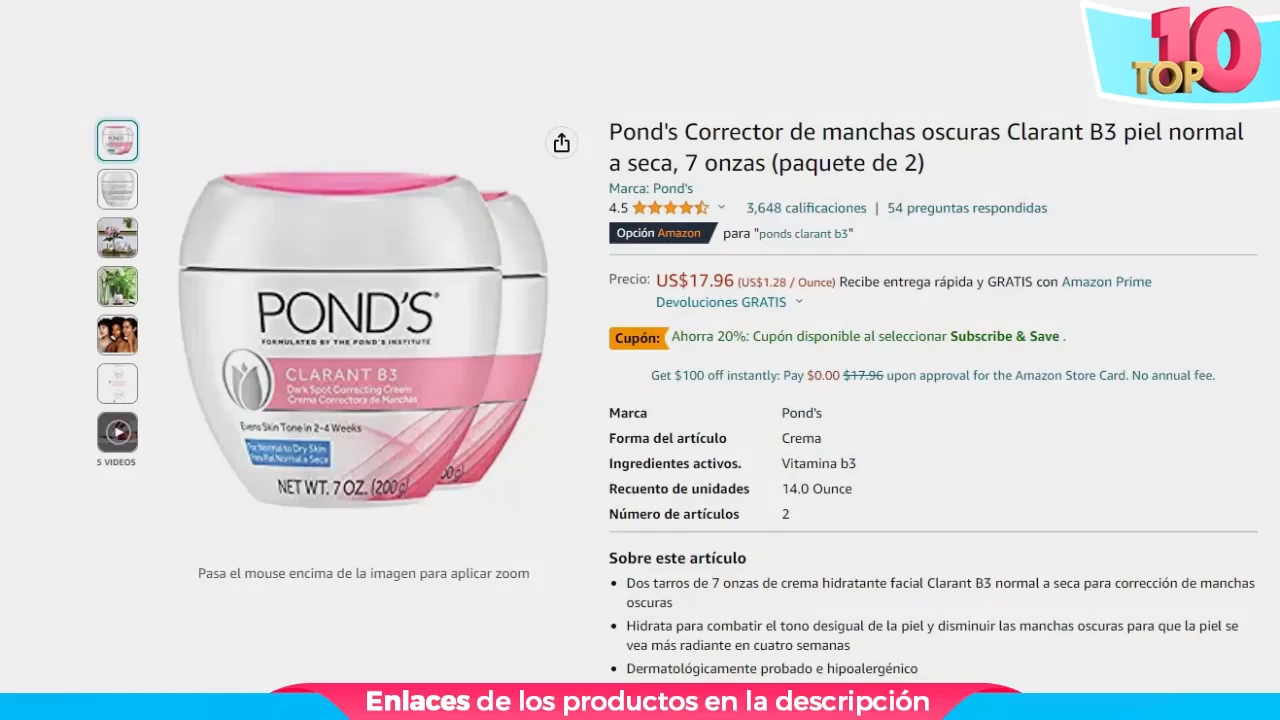 TOP 10
Pond's Corrector de manchas oscuras Clarant B3 piel normal
a seca, 7 onzas (paquete de 2)
Marca: Pond's
4.5
3,648 calificaciones | 54 preguntas respondidas
Opción Amazon para "ponds clarant b3"
Precio: US$17.96 (US$1.28 / Ounce) Recibe entrega rápida y GRATIS con Amazon Prime
Devoluciones GRATIS
Cupón: Ahorra 20%: Cupón disponible al seleccionar Subscribe & Save .
Get $100 off instantly: Pay $0.00 $17.96 upon approval for the Amazon Store Card. No annual fee.
Marca Pond's
Forma del artículo Crema
Ingredientes activos. Vitamina b3
Recuento de unidades 14.0 Ounce
Número de artículos 2
Sobre este artículo
• Dos tarros de 7 onzas de crema hidratante facial Clarant B3 normal a seca para corrección de manchas
oscuras
• Hidrata para combatir el tono desigual de la piel y disminuir las manchas oscuras para que la piel se
vea más radiante en cuatro semanas
• Dermatológicamente probado e hipoalergénico
POND'S
FORMULATED BY THE POND'S INSTITUTE
CLARANT B3
Dark Spot Correcting Cream
Crema Correctora de Manchas
Evens Skin Tone in 2-4 Weeks
For Normal to Dry Skin
Para Piel Normal a Seca
NET WT. 7 OZ. (200g)
5 VIDEOS
Pasa el mouse encima de la imagen para aplicar zoom
Enlaces de los productos en la descripción